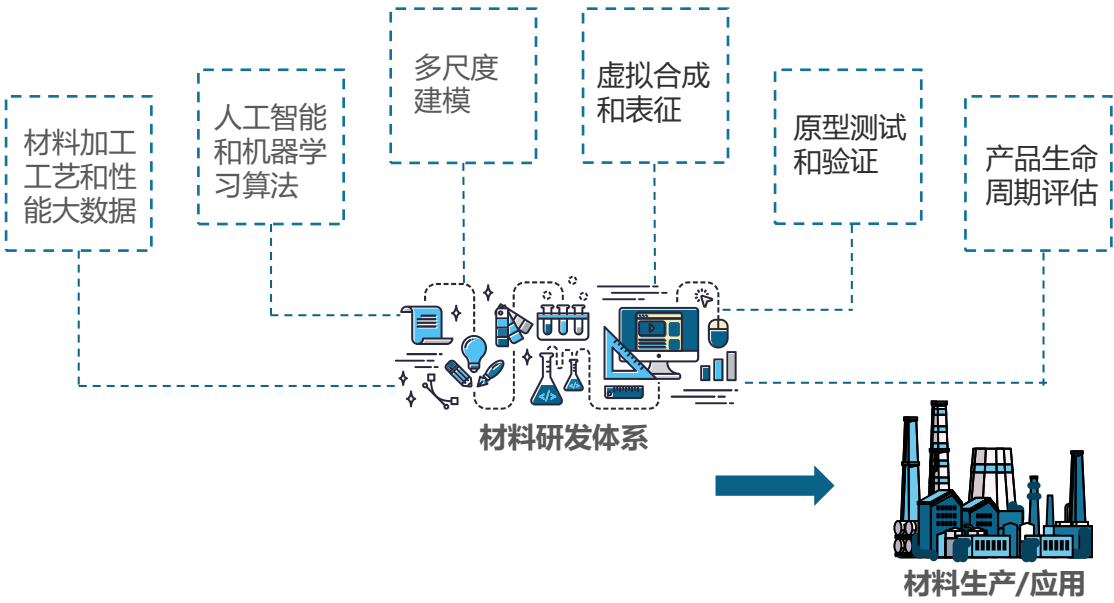 材料加工
工艺和性
能大数据
人工智能
和机器学
习算法
多尺度
建模
虚拟合成
和表征
原型测试
和验证
产品生命
周期评估
</>
</>
材料研发体系
材料生产/应用